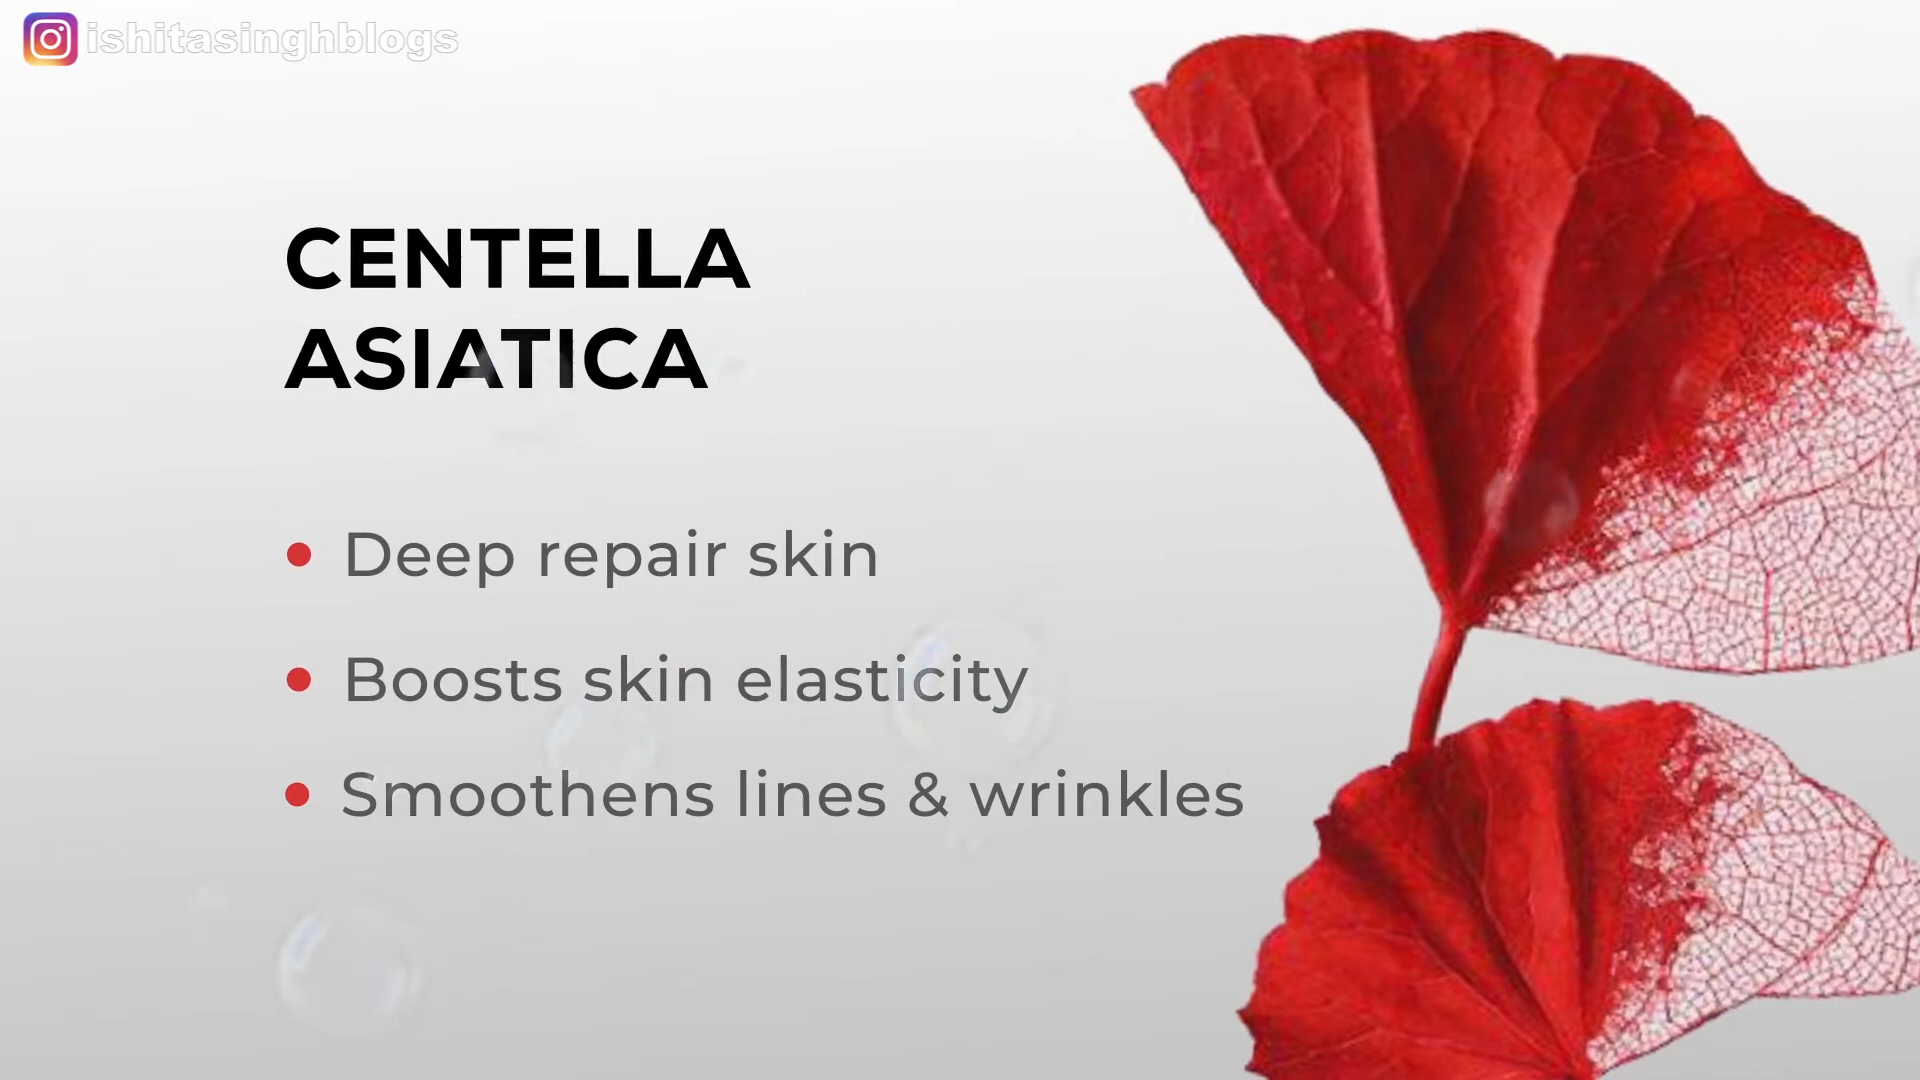 ishitasinghblogs
CENTELLA
ASIATICA
Deep repair skin
Boosts skin elasticity
Smoothens lines & wrinkles